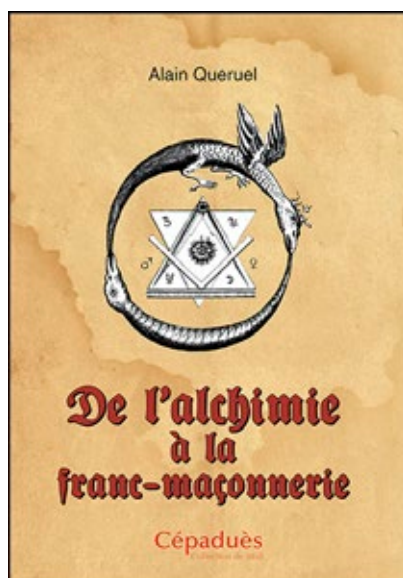 Alain Queruel
De l'alchimie
à la
franc-maçonnerie
Cépaduès